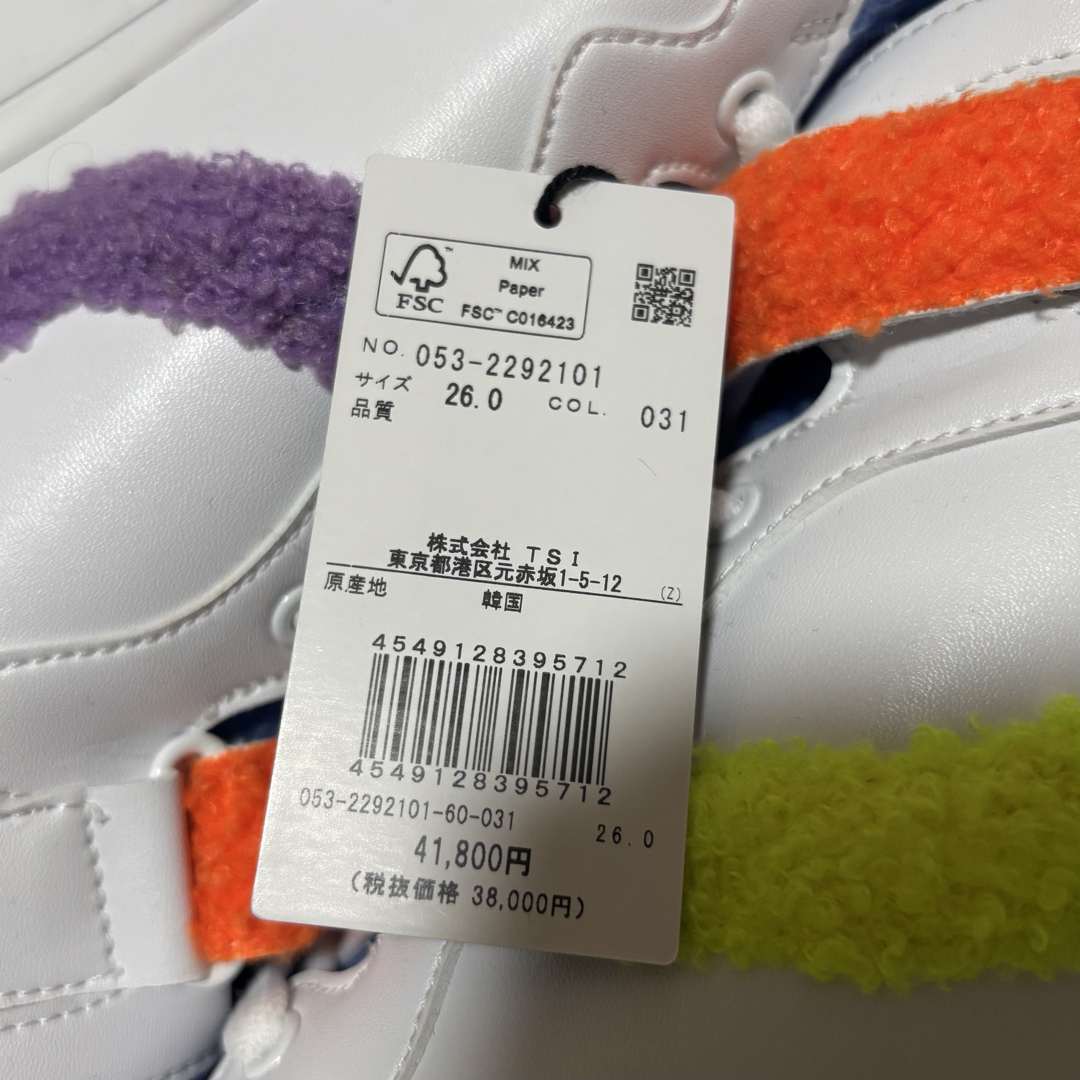 MIX
Paper
FSC™ C016423
FSC
NO. 053-2292101
サイズ 26.0 COL. 031
品質
株式会社 TSI
東京都港区元赤坂1-5-12 (Z)
原産地 韓国
4549128395712
4549128395712
053-2292101-60-031 26.0
41,800円
(税抜価格 38,000円)